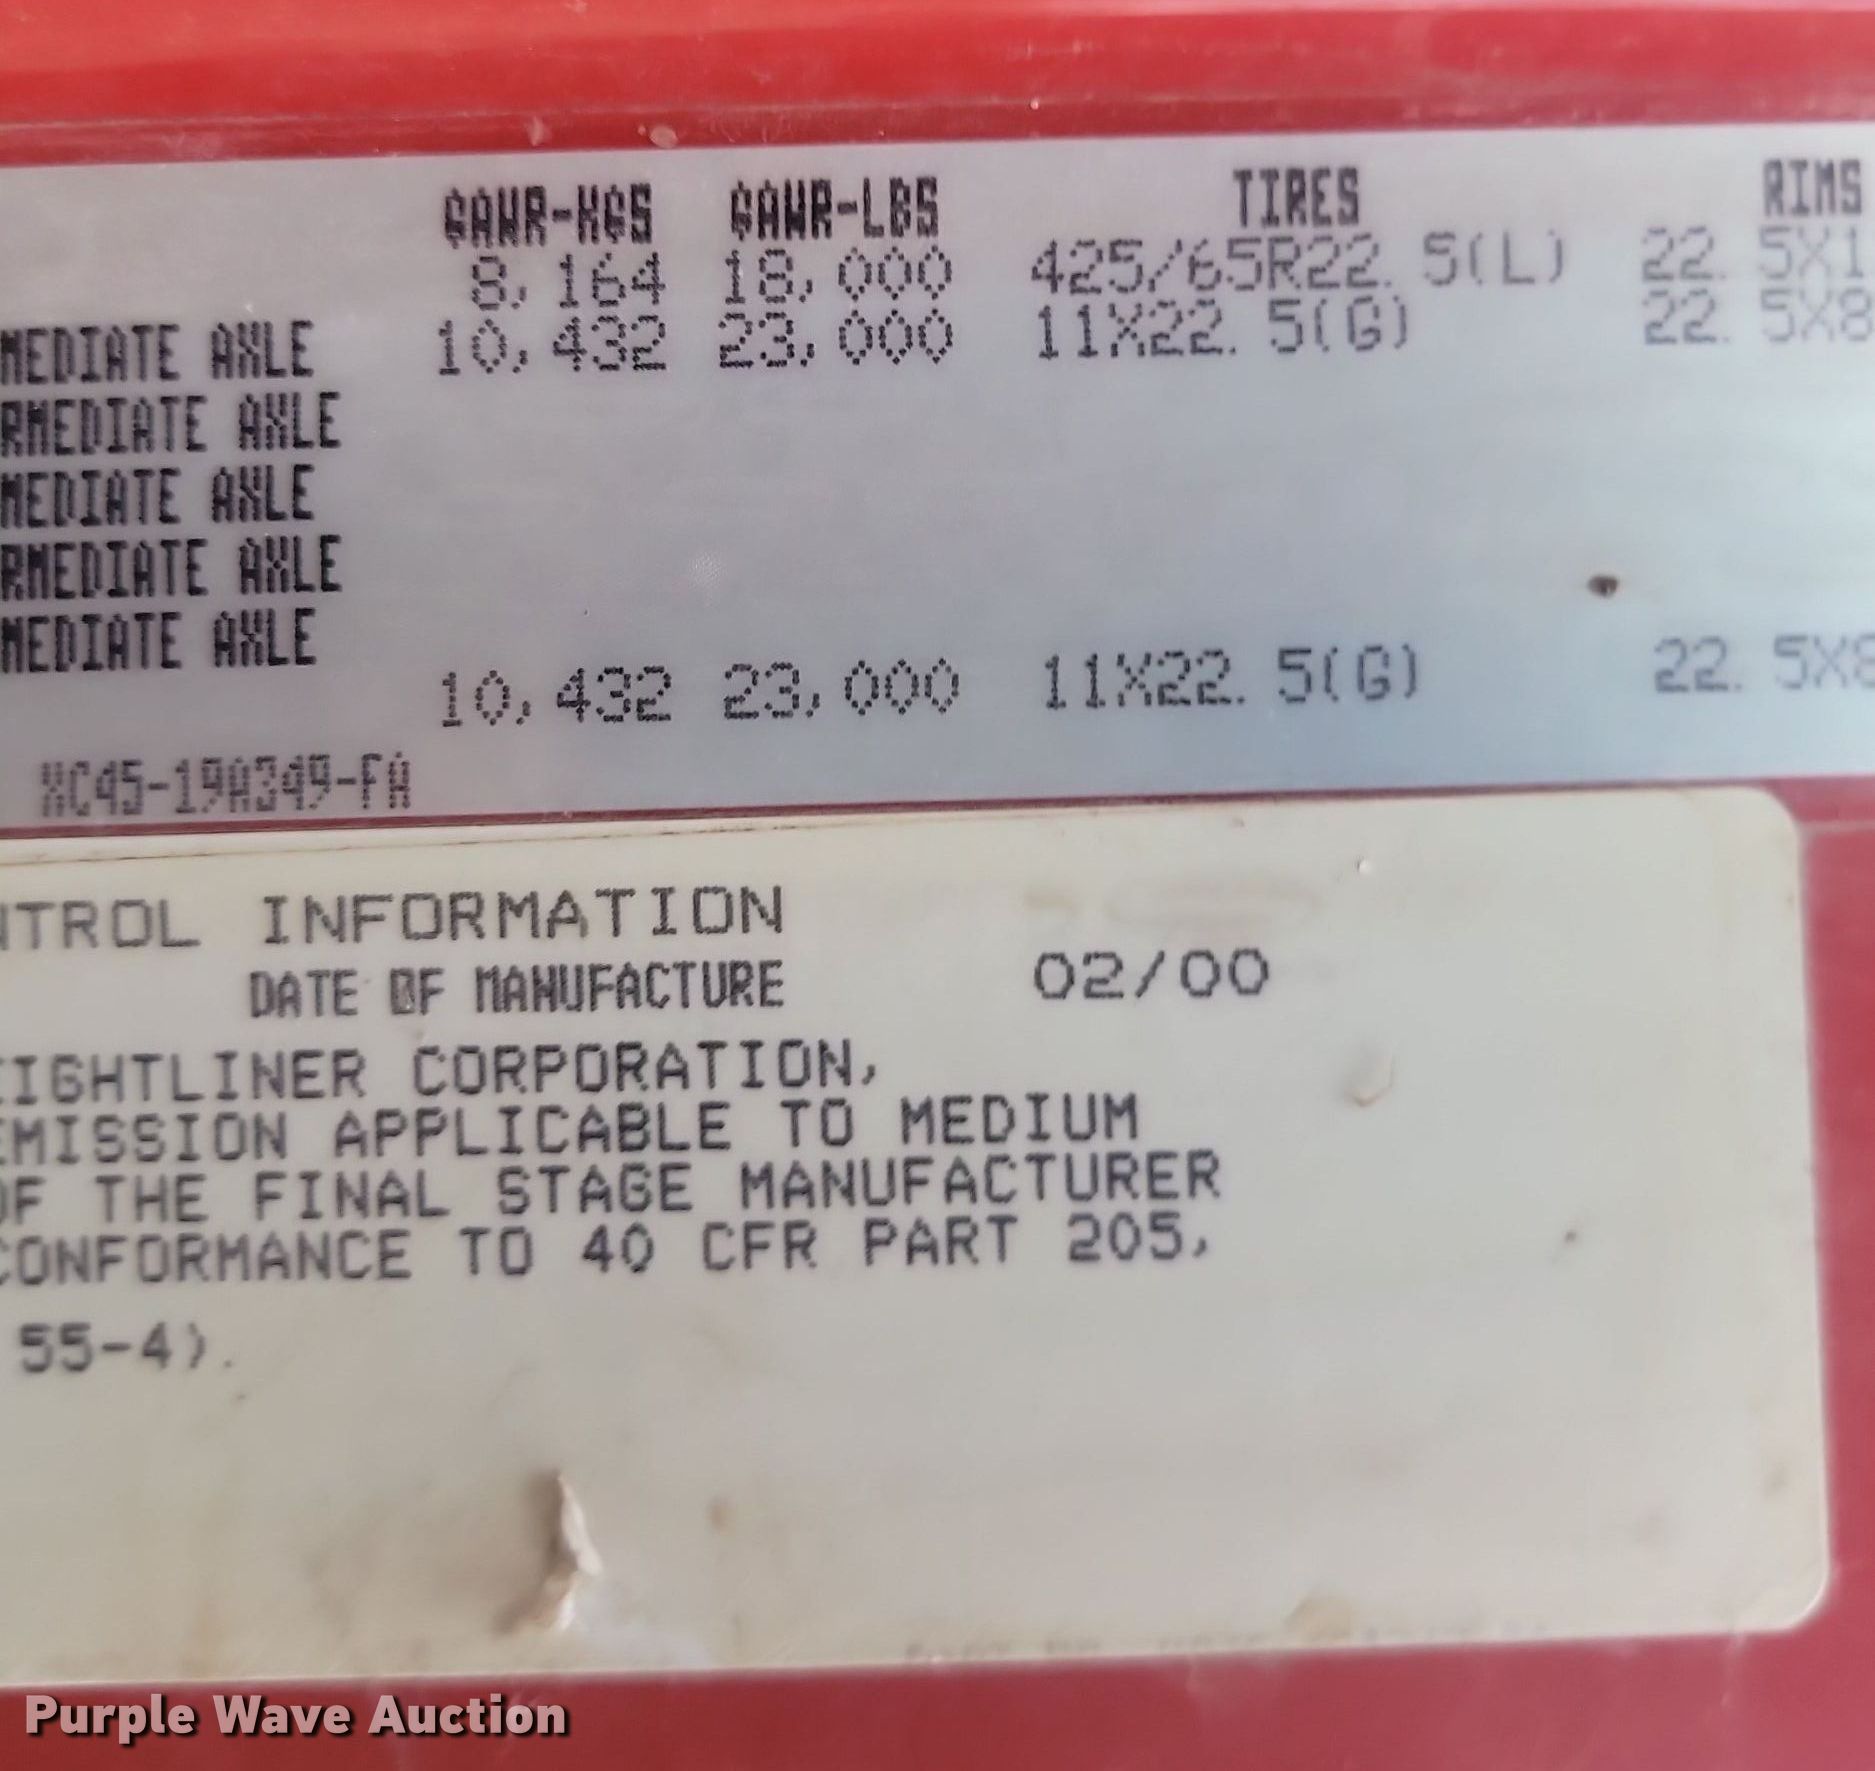 GAWR-KGS GAWR-LBS TIRES RIMS
8,164 18,000 425/65R22.5(L) 22.5X1
MEDIATE AXLE 10,432 23,000 11X22.5(G) 22.5X8
RMEDIATE AXLE
MEDIATE AXLE
RMEDIATE AXLE
MEDIATE AXLE
10,432 23,000 11X22.5(G) 22.5X8
XC45-19A249-FA
NTROL INFORMATION
DATE OF MANUFACTURE 02/00
EIGHTLINER CORPORATION,
EMISSION APPLICABLE TO MEDIUM
OF THE FINAL STAGE MANUFACTURER
CONFORMANCE TO 40 CFR PART 205,
55-4).
Purple Wave Auction